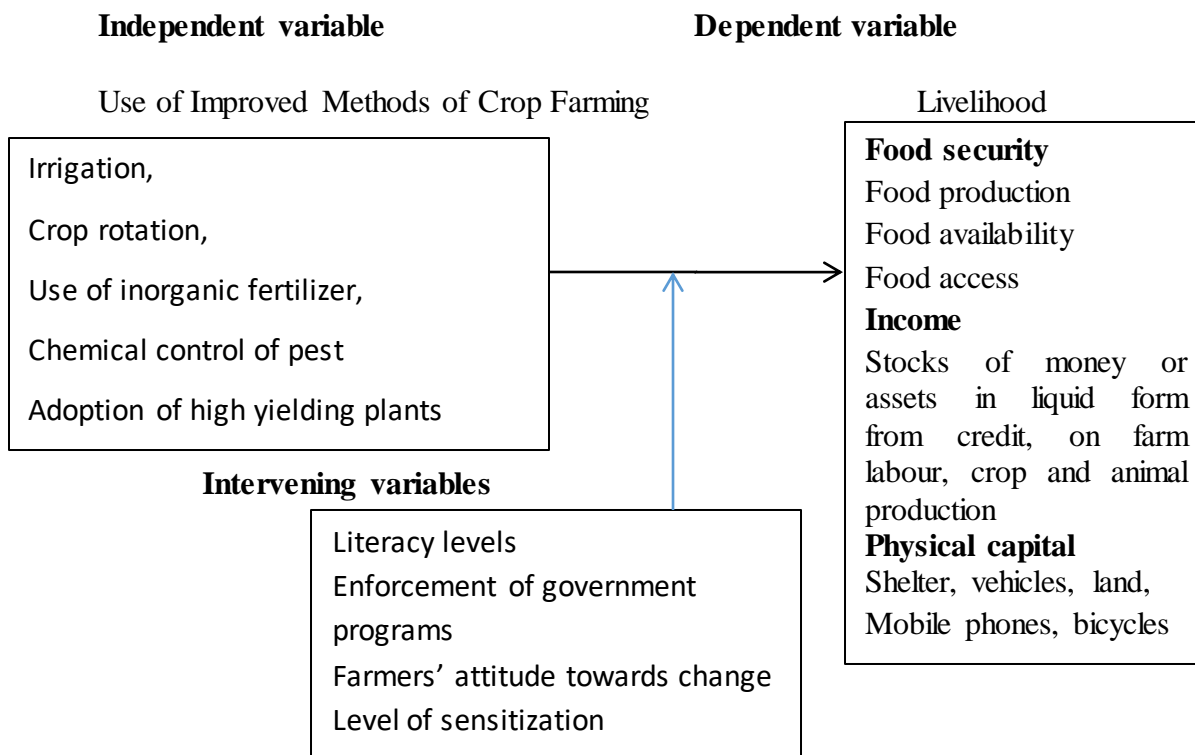 Independent variable
Dependent variable
Use of Improved Methods of Crop Farming
Livelihood
Irrigation,
Crop rotation,
Use of inorganic fertilizer,
Chemical control of pest
Adoption of high yielding plants
Food security
Food production
Food availability
Food access
Income
Stocks of money or
assets in liquid form
from credit, on farm
labour, crop and animal
production
Physical capital
Shelter, vehicles, land,
Mobile phones, bicycles
Intervening variables
Literacy levels
Enforcement of government
programs
Farmers’ attitude towards change
Level of sensitization